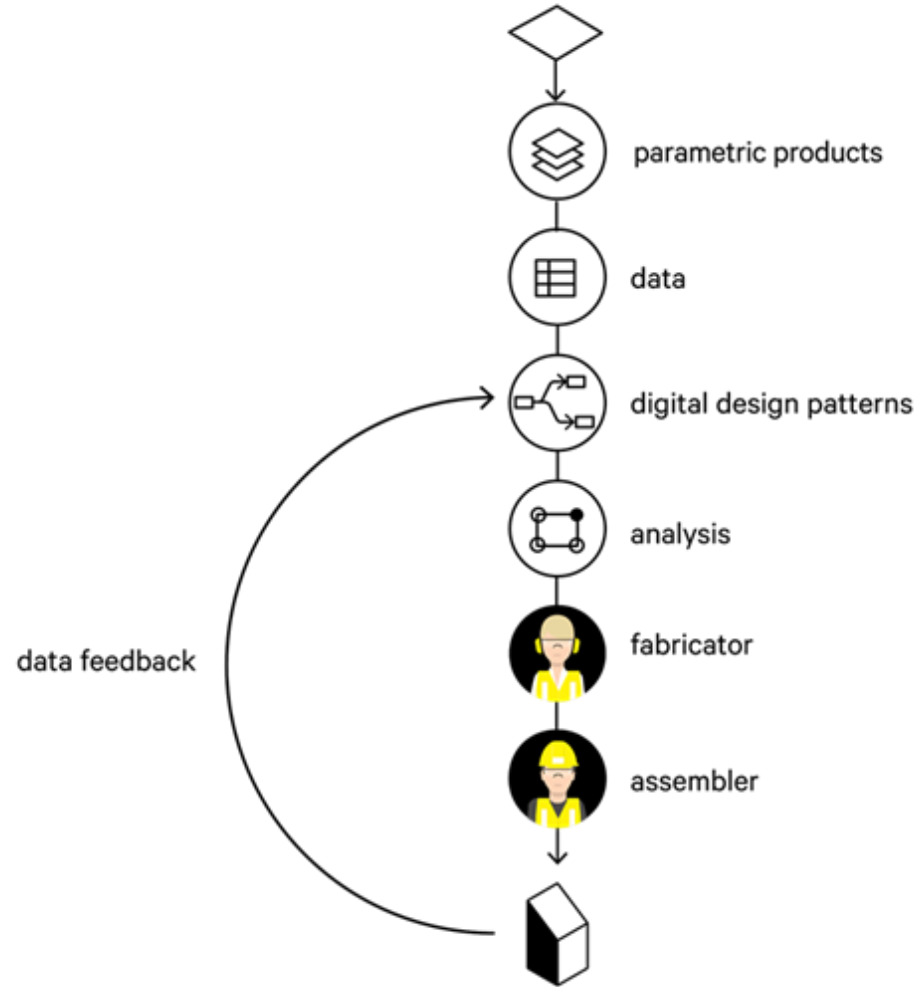 parametric products
data
digital design patterns
analysis
fabricator
data feedback
assembler